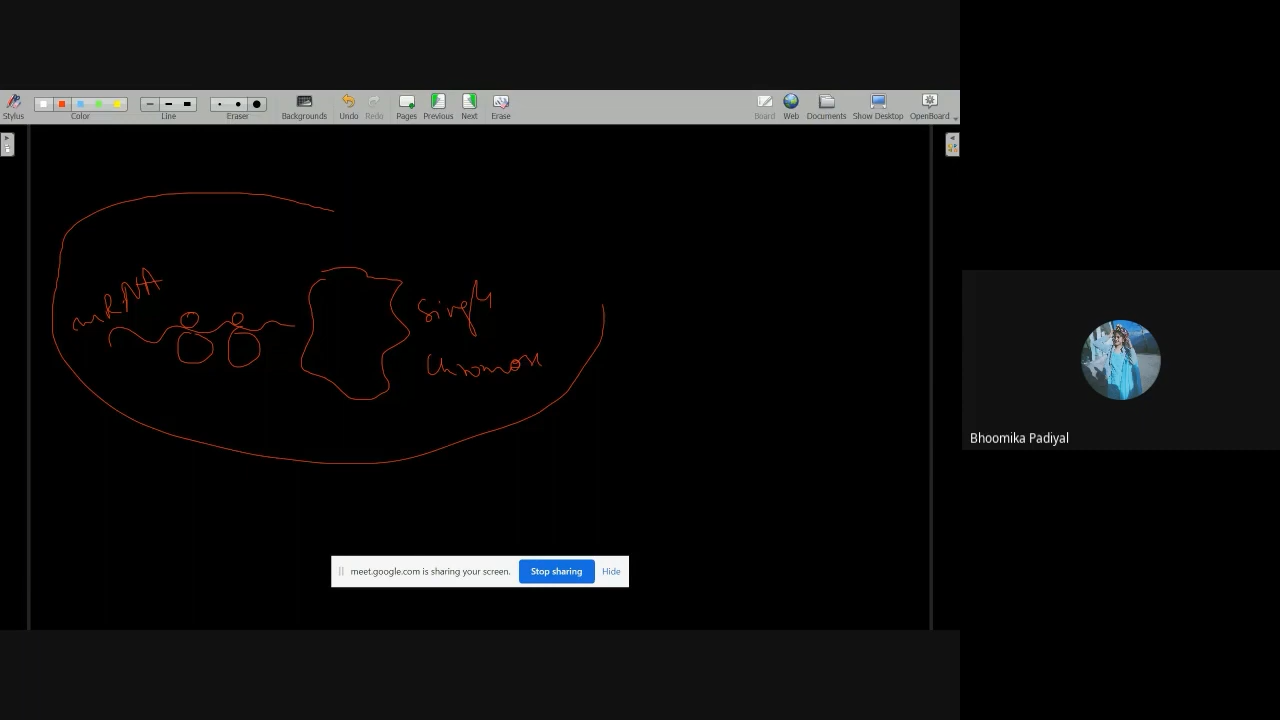 Stylus
Color
Line
Eraser
Backgrounds
Undo
Redo
Pages
Previous
Next
Erase
Board
Web
Documents
Show Desktop
OpenBoard
mRNA
Single
meet.google.com is sharing your screen.
Stop sharing
Hide
Bhoomika Padiyal